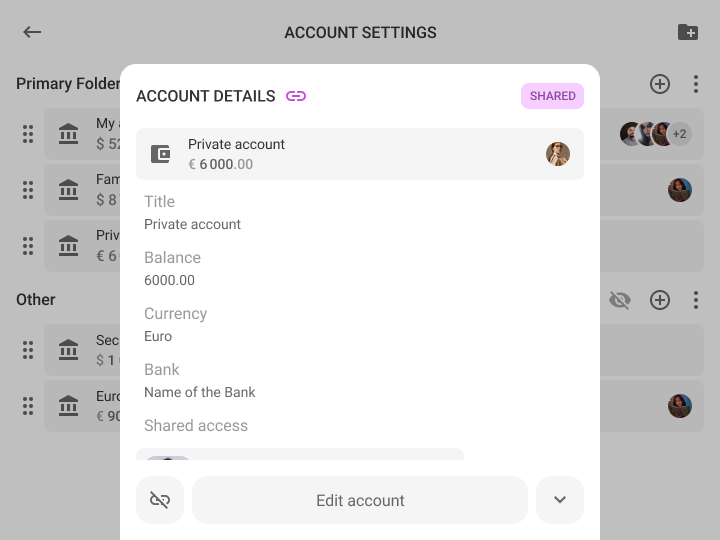 ACCOUNT SETTINGS
Primary Folder
My
$ 52
+2
Fam
$ 8
Priv
€ 6
Other
Sec
$ 1
Euro
€ 90
ACCOUNT DETAILS
SHARED
Private account
€ 6 000.00
Title
Private account
Balance
6000.00
Currency
Euro
Bank
Name of the Bank
Shared access
Edit account